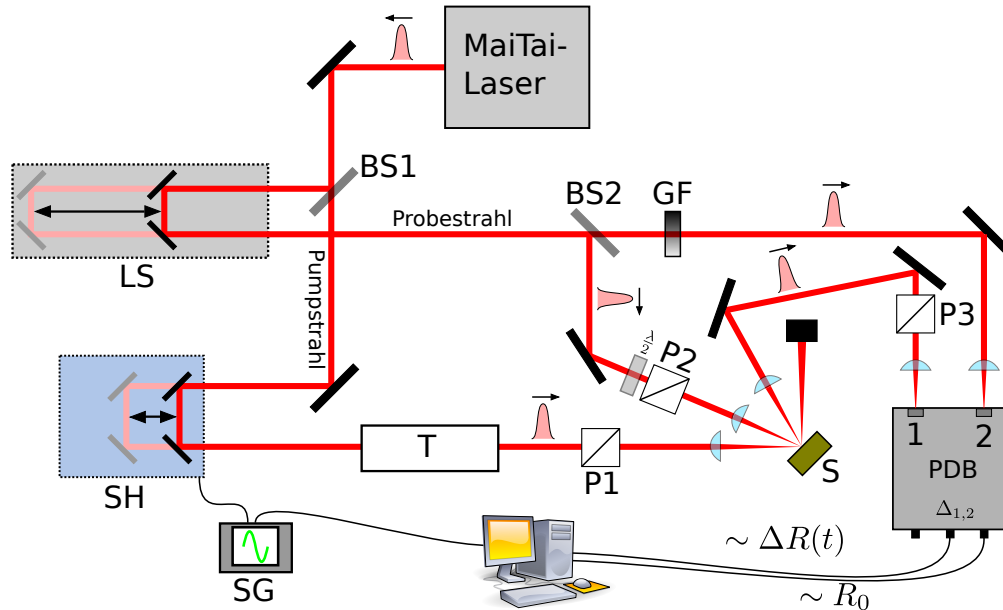 MaiTai-
Laser
BS1
BS2
GF
Probestrahl
LS
Pumpstrahl
λ/2
P2
P3
1
2
PDB
Δ1,2
T
P1
S
SH
SG
∼ ΔR(t)
∼ R0